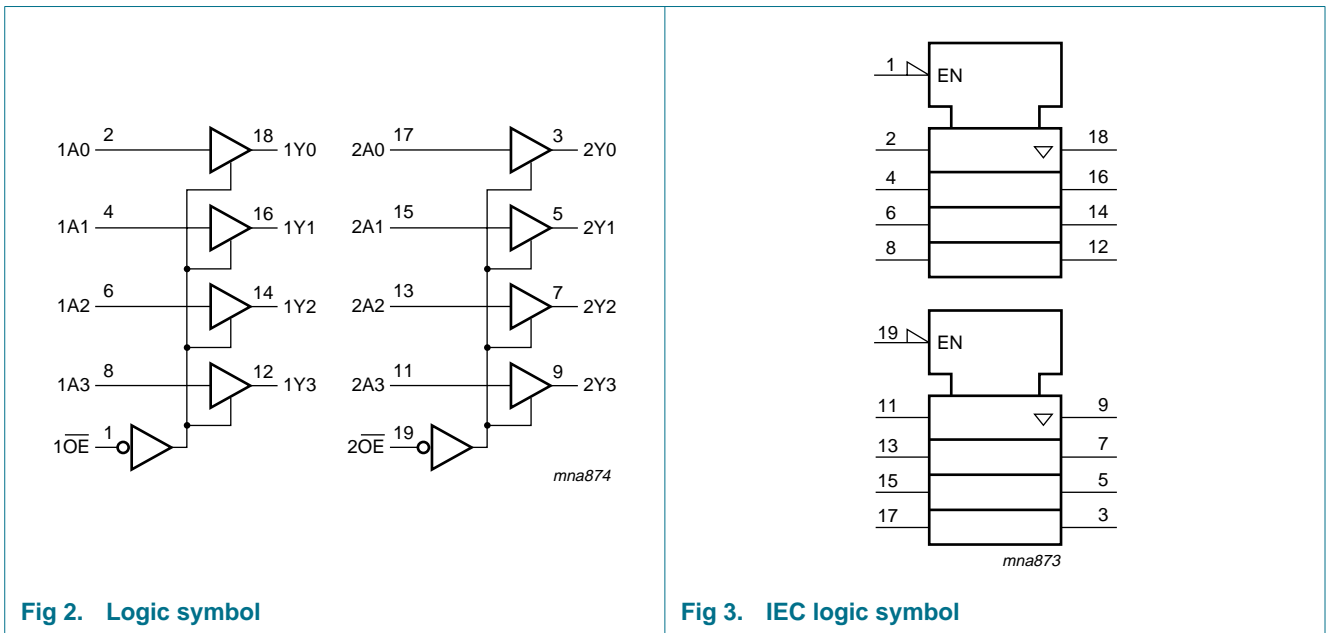 1A0 2 18 1Y0
1A1 4 16 1Y1
1A2 6 14 1Y2
1A3 8 12 1Y3
1O̅E̅ 1
2A0 17 3 2Y0
2A1 15 5 2Y1
2A2 13 7 2Y2
2A3 11 9 2Y3
2O̅E̅ 19
mna874
Fig 2. Logic symbol
1 EN
2 18
4 16
6 14
8 12
19 EN
11 9
13 7
15 5
17 3
mna873
Fig 3. IEC logic symbol